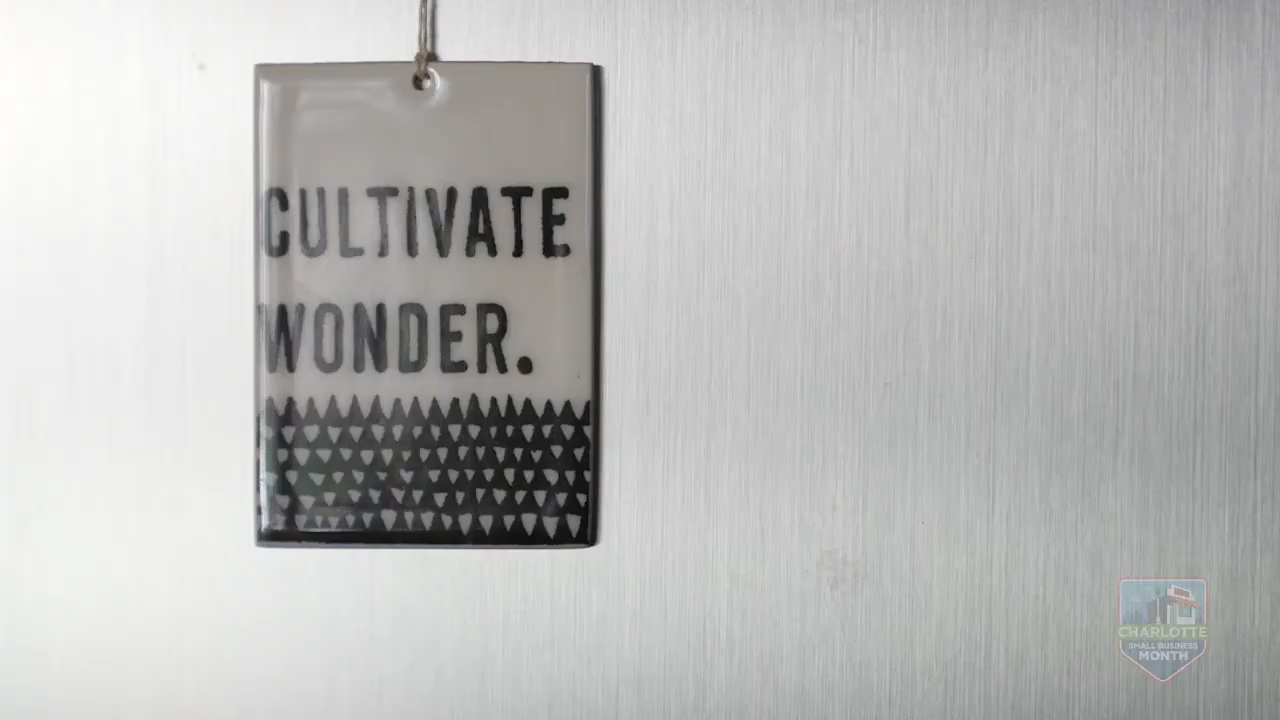 CULTIVATE
WONDER.
CHARLOTTE
SMALL BUSINESS
MONTH